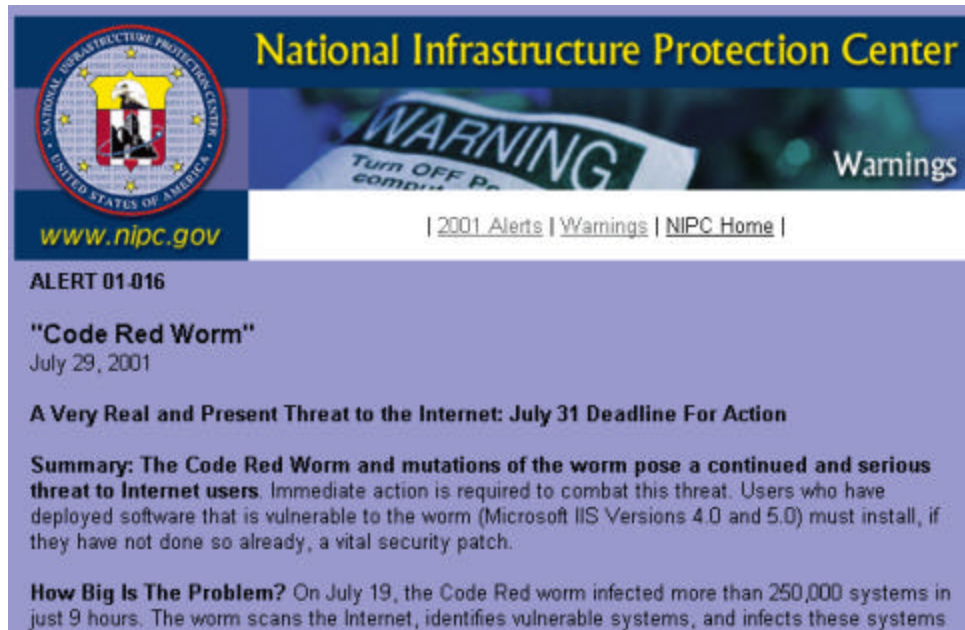 National Infrastructure Protection Center
NATIONAL INFRASTRUCTURE PROTECTION CENTER
UNITED STATES OF AMERICA
WARNING
Turn OFF
Warnings
www.nipc.gov
| 2001 Alerts | Warnings | NIPC Home |
ALERT 01-016
"Code Red Worm"
July 29, 2001
A Very Real and Present Threat to the Internet: July 31 Deadline For Action
Summary: The Code Red Worm and mutations of the worm pose a continued and serious
threat to Internet users. Immediate action is required to combat this threat. Users who have
deployed software that is vulnerable to the worm (Microsoft IIS Versions 4.0 and 5.0) must install, if
they have not done so already, a vital security patch.
How Big Is The Problem? On July 19, the Code Red worm infected more than 250,000 systems in
just 9 hours. The worm scans the Internet, identifies vulnerable systems, and infects these systems